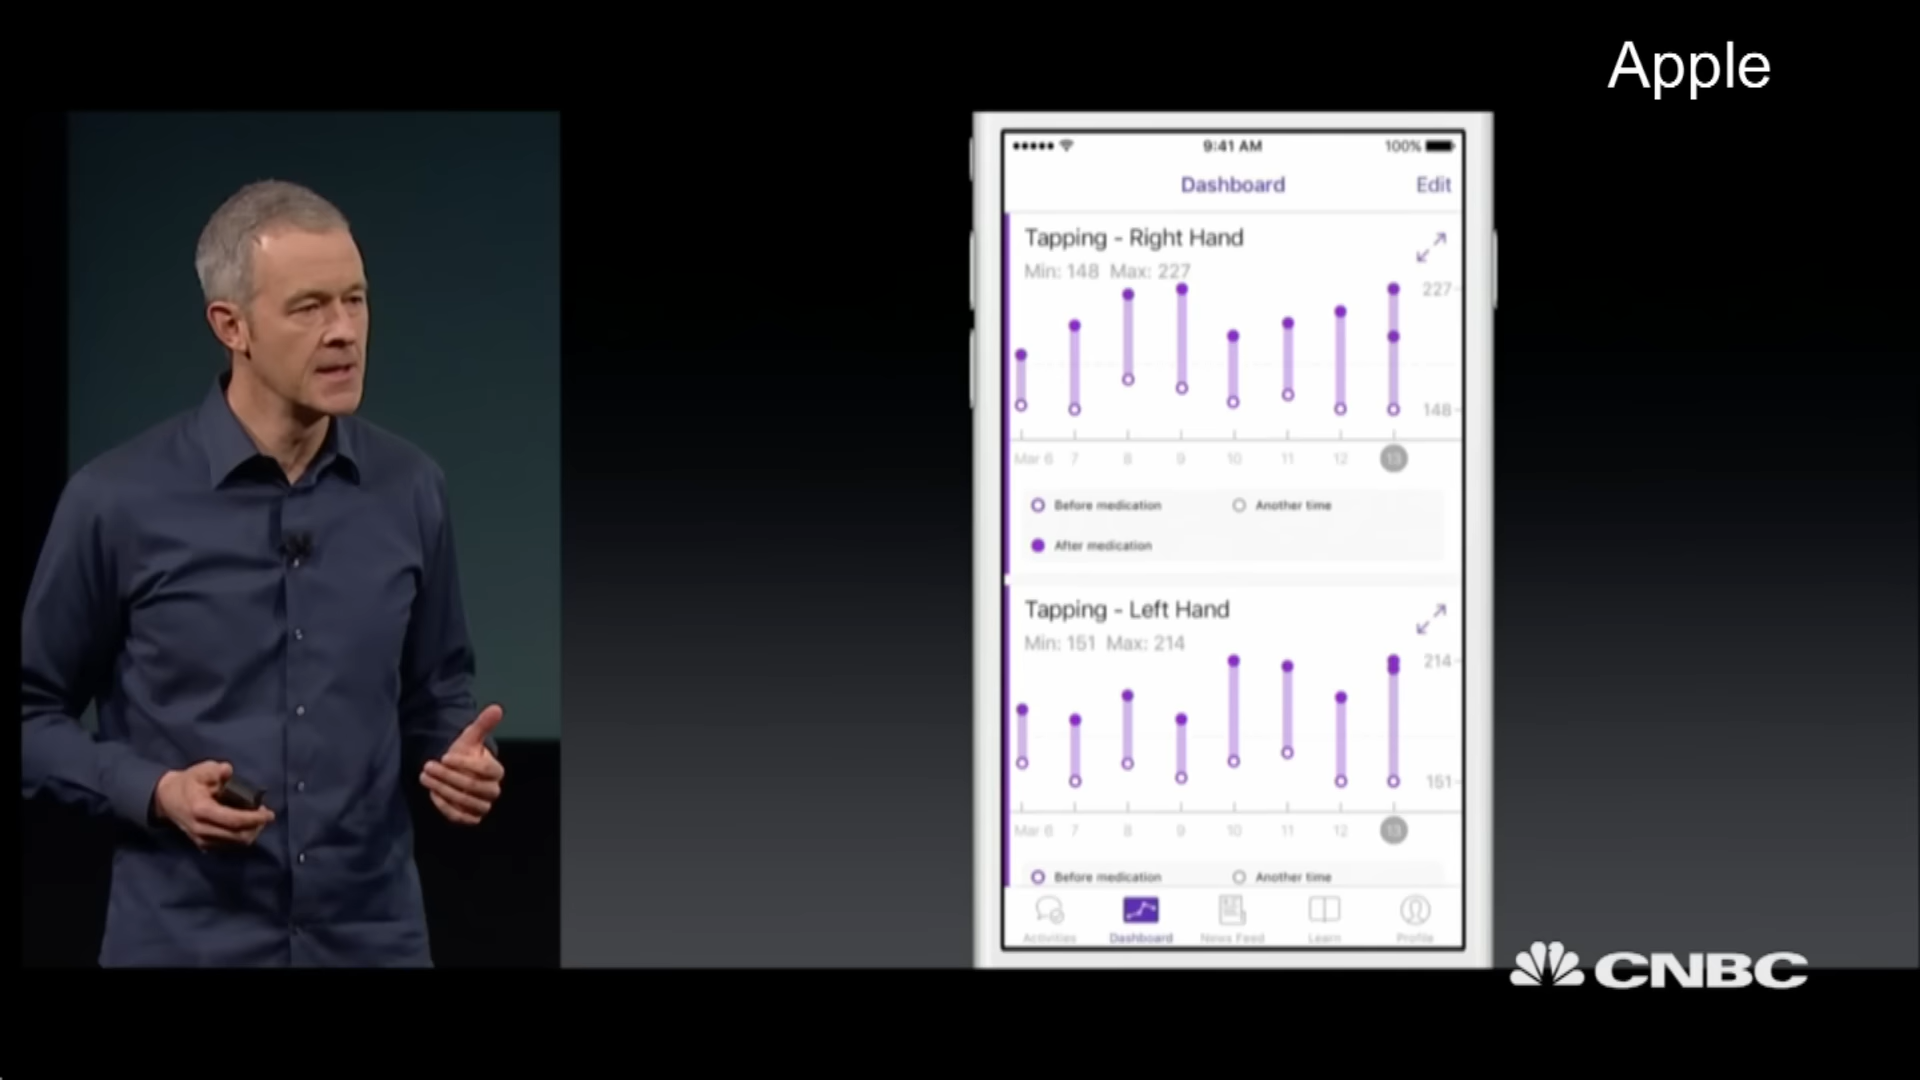 Apple
9:41 AM 100%
Dashboard Edit
Tapping - Right Hand
Min: 148 Max: 227
227
148
Mar 6 7 8 9 10 11 12 13
Before medication Another time
After medication
Tapping - Left Hand
Min: 151 Max: 214
214
151
Mar 6 7 8 9 10 11 12 13
Before medication Another time
Activities Dashboard News Feed Learn Profile
CNBC